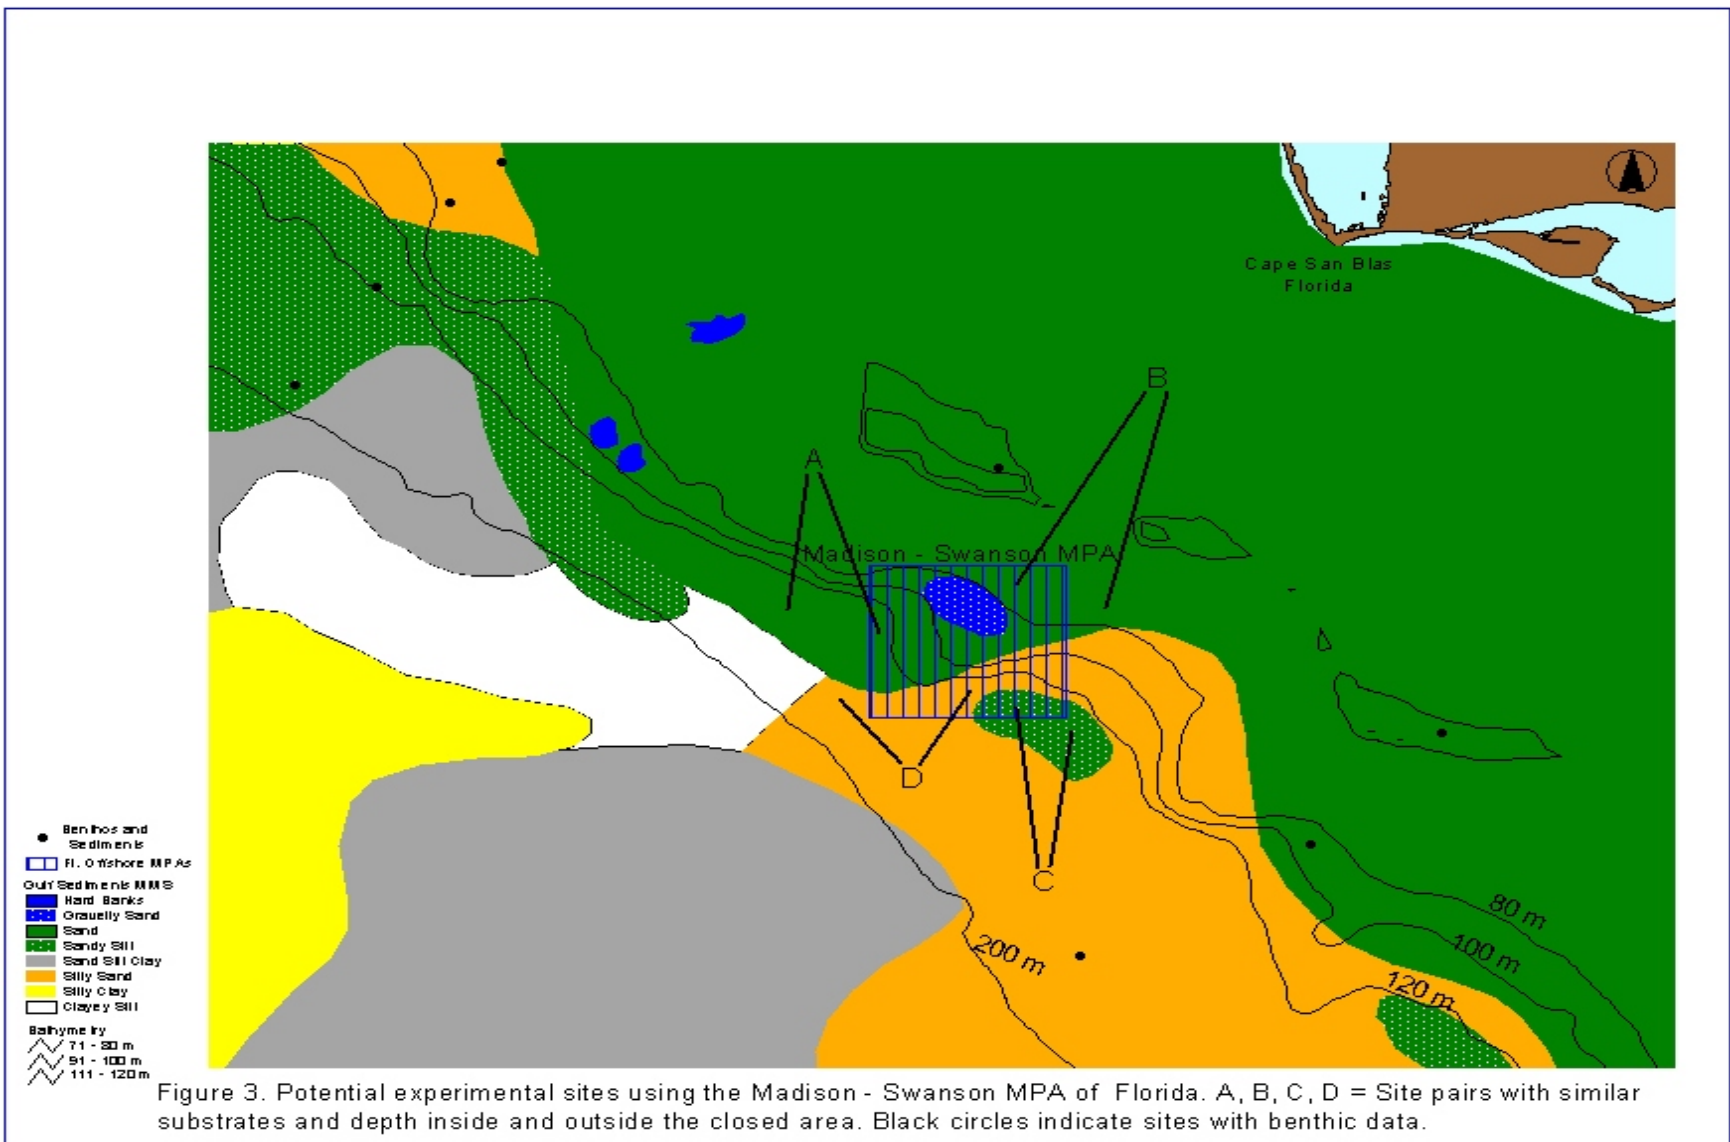 Cape San Blas
Florida
B
A
Madison - Swanson MPA
D
C
80 m
100 m
200 m
120 m
Benthos and
Sediments
Fl. Offshore MPAs
Gulf Sediments MMS
Hard Banks
Gravelly Sand
Sand
Sandy Silt
Sand Silt Clay
Silty Sand
Silty Clay
Clayey Silt
Bathymetry
71 - 80 m
91 - 100 m
111 - 120 m
Figure 3. Potential experimental sites using the Madison - Swanson MPA of Florida. A, B, C, D = Site pairs with similar
substrates and depth inside and outside the closed area. Black circles indicate sites with benthic data.